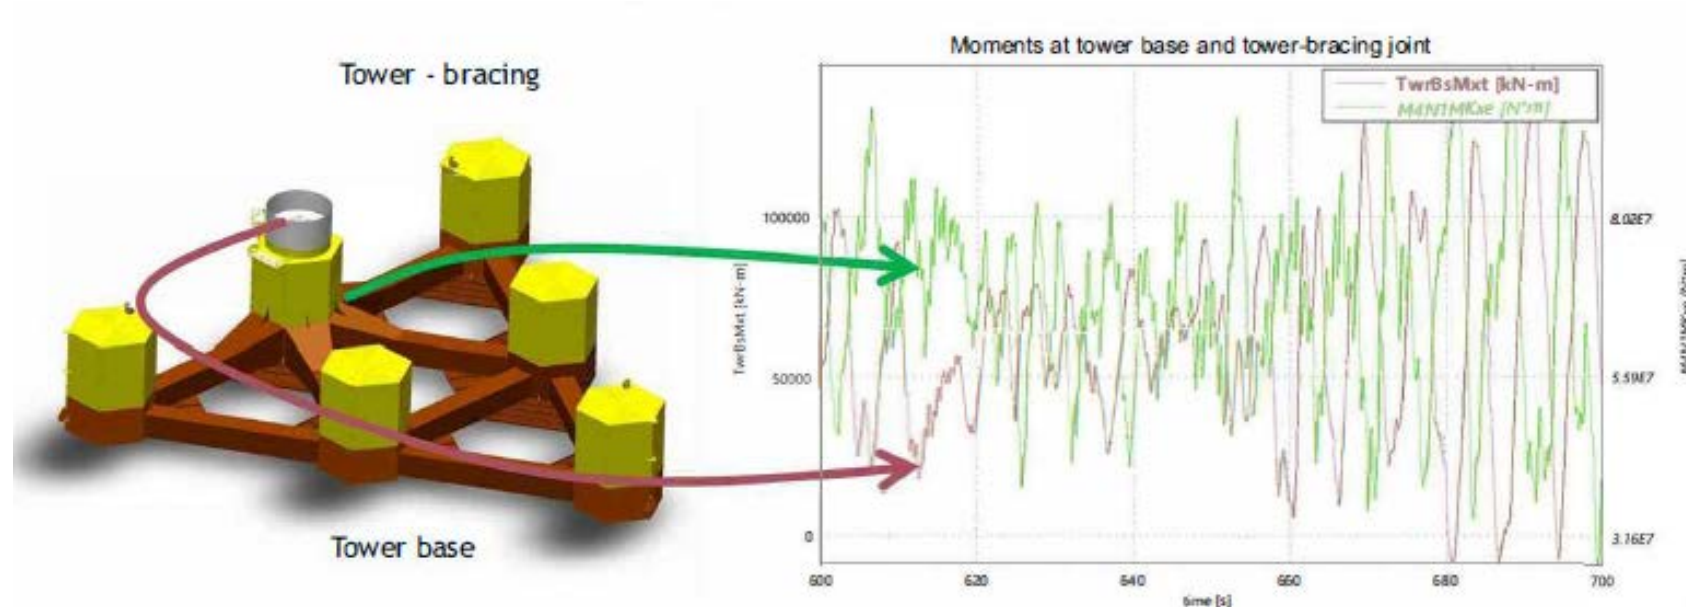 Tower - bracing
Tower base
Moments at tower base and tower-bracing joint
TwrBsMxt [kN-m]
M4N1MKxe [N*m]
TwrBsMxt [kN-m]
100000
50000
0
8.02E7
5.59E7
3.16E7
600
620
640
660
680
700
time [s]